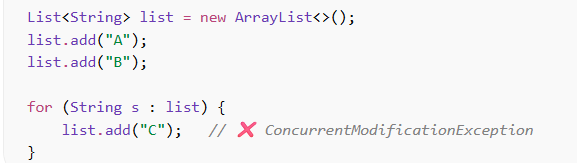 List<String> list = new ArrayList<>();
list.add("A");
list.add("B");
for (String s : list) {
    list.add("C");   // ❌ ConcurrentModificationException
}